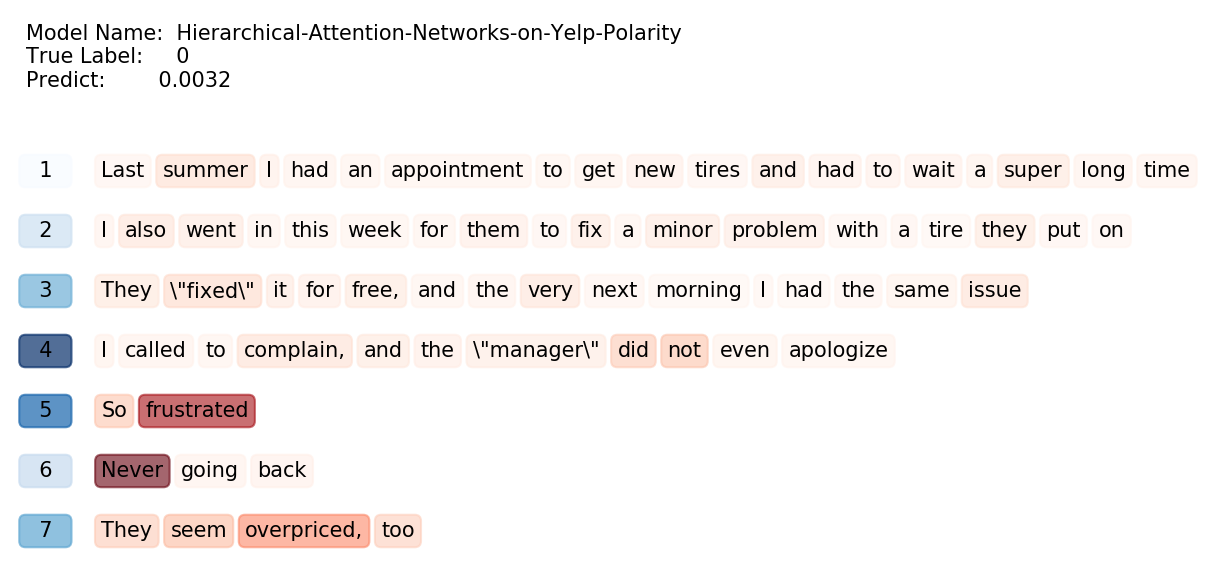 Model Name: Hierarchical-Attention-Networks-on-Yelp-Polarity
True Label: 0
Predict: 0.0032
1 Last summer I had an appointment to get new tires and had to wait a super long time
2 I also went in this week for them to fix a minor problem with a tire they put on
3 They \"fixed\" it for free, and the very next morning I had the same issue
4 I called to complain, and the \"manager\" did not even apologize
5 So frustrated
6 Never going back
7 They seem overpriced, too